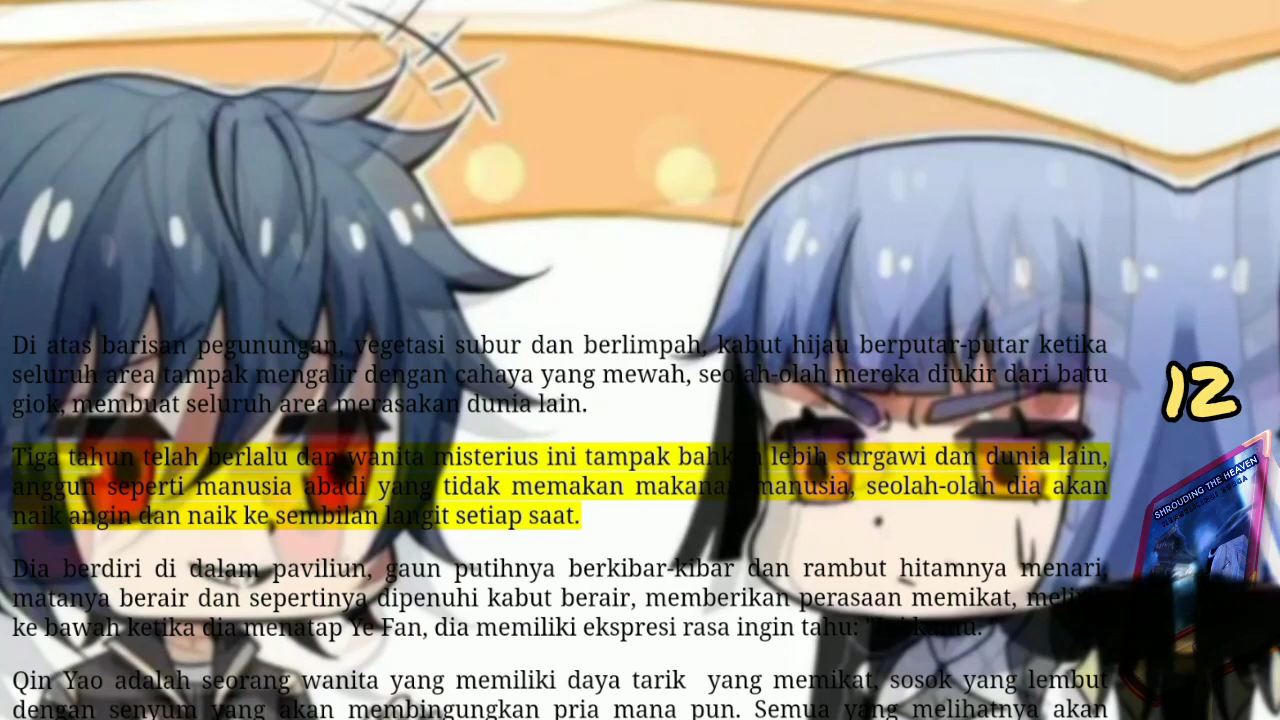 Di atas barisan pegunungan, vegetasi subur dan berlimpah, kabut hijau berputar-putar ketika
seluruh area tampak mengalir dengan cahaya yang mewah, seolah-olah mereka diukir dari batu
giok, membuat seluruh area merasakan dunia lain.
Tiga tahun telah berlalu dan wanita misterius ini tampak bahkan lebih surgawi dan dunia lain,
anggun seperti manusia abadi yang tidak memakan makanan manusia, seolah-olah dia akan
naik angin dan naik ke sembilan langit setiap saat.
Dia berdiri di dalam paviliun, gaun putihnya berkibar-kibar dan rambut hitamnya menari,
matanya berair dan sepertinya dipenuhi kabut berair, memberikan perasaan memikat, melirik
ke bawah ketika dia menatap Ye Fan, dia memiliki ekspresi rasa ingin tahu: "Ini kamu."
Qin Yao adalah seorang wanita yang memiliki daya tarik yang memikat, sosok yang lembut
dengan senyum yang akan membingungkan pria mana pun. Semua yang melihatnya akan
12
SHROUDING THE HEAVEN